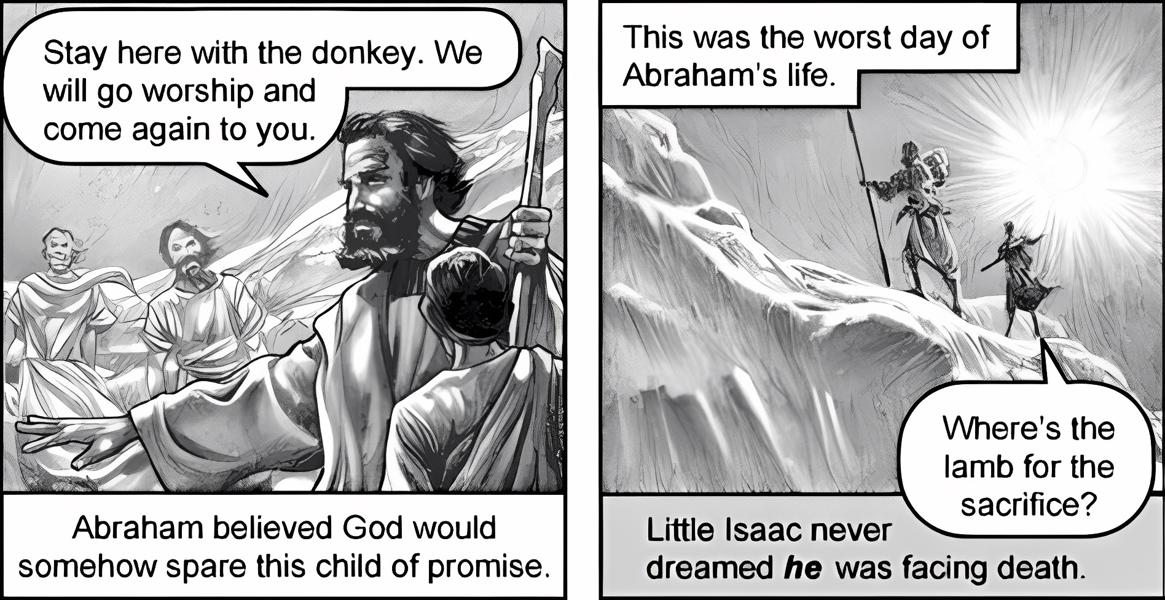 Stay here with the donkey. We
will go worship and
come again to you.
Abraham believed God would
somehow spare this child of promise.
This was the worst day of
Abraham's life.
Where's the
lamb for the
sacrifice?
Little Isaac never
dreamed he was facing death.